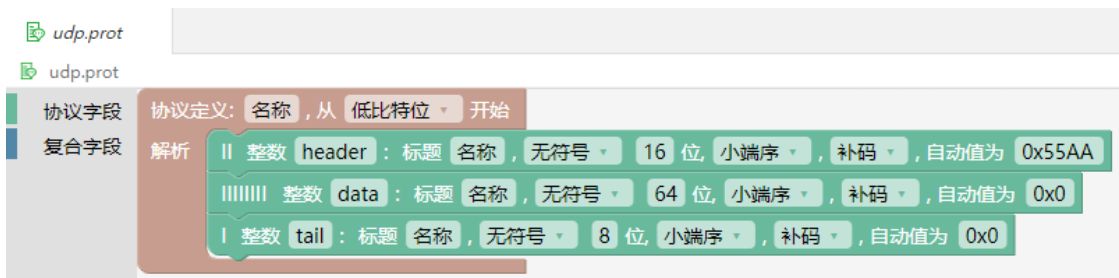 udp.prot
udp.prot
协议字段
复合字段
协议定义: 名称 , 从 低比特位 开始
解析 II 整数 header : 标题 名称 , 无符号 16 位, 小端序 , 补码 , 自动值为 0x55AA
IIIIIIII 整数 data : 标题 名称 , 无符号 64 位, 小端序 , 补码 , 自动值为 0x0
I 整数 tail : 标题 名称 , 无符号 8 位, 小端序 , 补码 , 自动值为 0x0